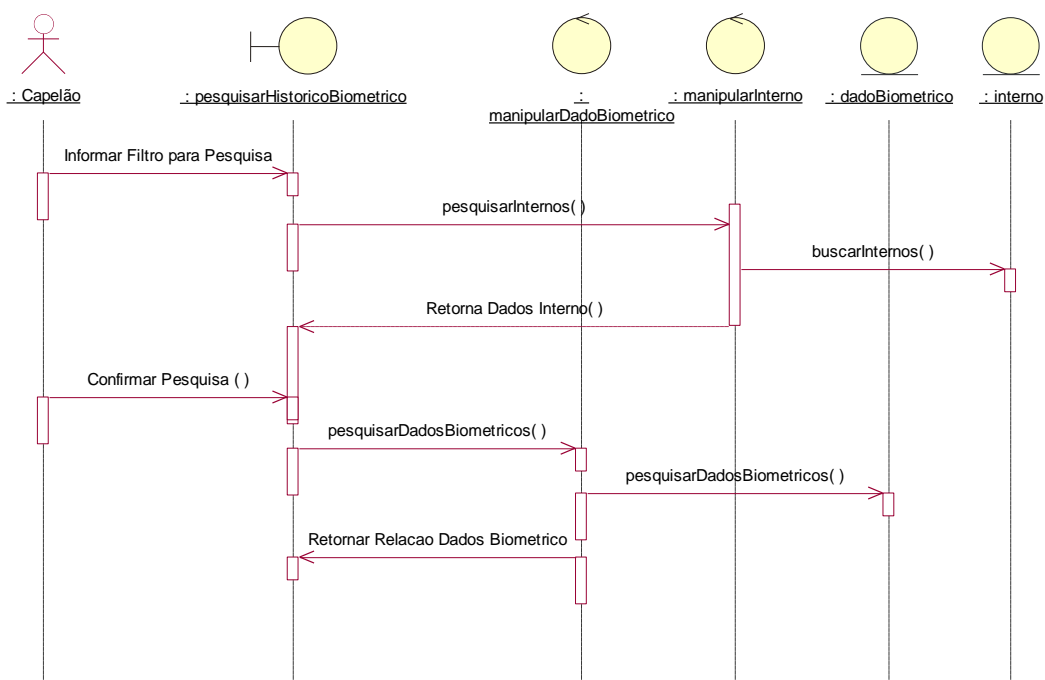 : Capelão
: pesquisarHistoricoBiometrico
:
manipularDadoBiometrico
: manipularInterno
: dadoBiometrico
: interno
Informar Filtro para Pesquisa
pesquisarInternos( )
buscarInternos( )
Retorna Dados Interno( )
Confirmar Pesquisa ( )
pesquisarDadosBiometricos( )
pesquisarDadosBiometricos( )
Retornar Relacao Dados Biometrico